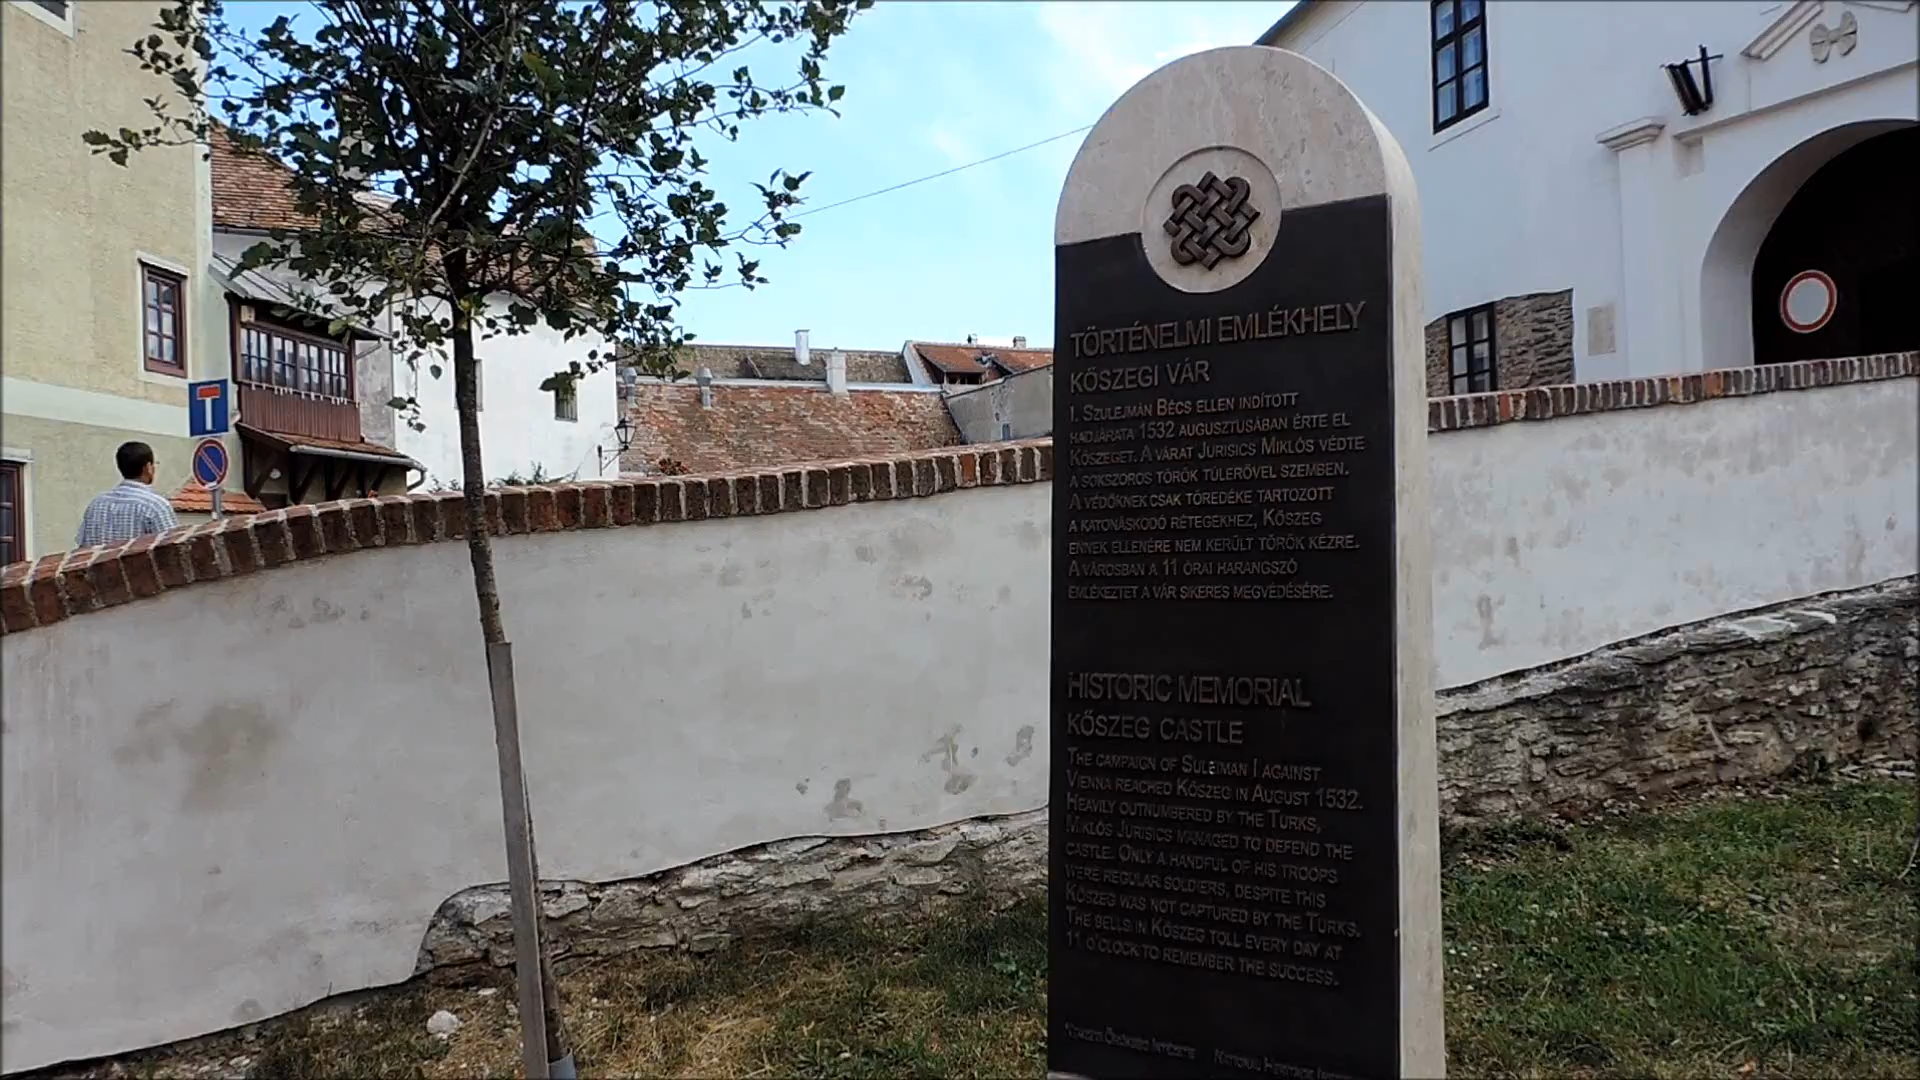 TÖRTÉNELMI EMLÉKHELY
KŐSZEGI VÁR
I. SZULEJMÁN BÉCS ELLEN INDÍTOTT
HADJÁRATA 1532 AUGUSZTUSÁBAN ÉRTE EL
KŐSZEGET. A VÁRAT JURISICS MIKLÓS VÉDTE
A SOKSZOROS TÖRÖK TÚLERŐVEL SZEMBEN.
A VÉDŐKNEK CSAK TÖREDÉKE TARTOZOTT
A KATONÁSKODÓ RÉTEGEKHEZ, KŐSZEG
ENNEK ELLENÉRE NEM KERÜLT TÖRÖK KÉZRE.
A VÁROSBAN A 11 ÓRAI HARANGSZÓ
EMLÉKEZTET A VÁR SIKERES MEGVÉDÉSÉRE.
HISTORIC MEMORIAL
KŐSZEG CASTLE
THE CAMPAIGN OF SULEIMAN I AGAINST
VIENNA REACHED KŐSZEG IN AUGUST 1532.
HEAVILY OUTNUMBERED BY THE TURKS,
MIKLÓS JURISICS MANAGED TO DEFEND THE
CASTLE. ONLY A HANDFUL OF HIS TROOPS
WERE REGULAR SOLDIERS, DESPITE THIS
KŐSZEG WAS NOT CAPTURED BY THE TURKS.
THE BELLS IN KŐSZEG TOLL EVERY DAY AT
11 O'CLOCK TO REMEMBER THE SUCCESS.
NATIONAL HERITAGE